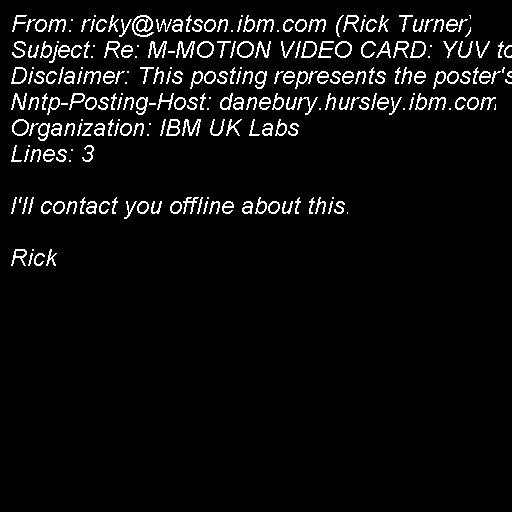 From: ricky@watson.ibm.com (Rick Turner)
Subject: Re: M-MOTION VIDEO CARD: YUV to
Disclaimer: This posting represents the poster's
Nntp-Posting-Host: danebury.hursley.ibm.com
Organization: IBM UK Labs
Lines: 3

I'll contact you offline about this.

Rick